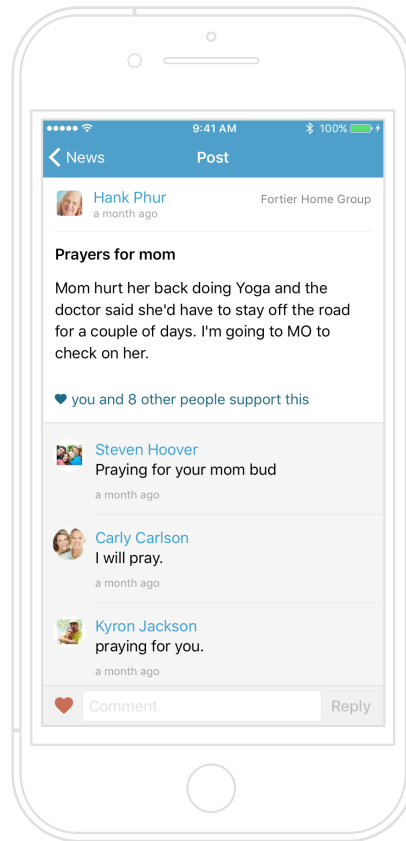 9:41 AM
100%
News
Post
Hank Phur
Fortier Home Group
a month ago
Prayers for mom
Mom hurt her back doing Yoga and the
doctor said she'd have to stay off the road
for a couple of days. I'm going to MO to
check on her.
you and 8 other people support this
Steven Hoover
Praying for your mom bud
a month ago
Carly Carlson
I will pray.
a month ago
Kyron Jackson
praying for you.
a month ago
Comment
Reply